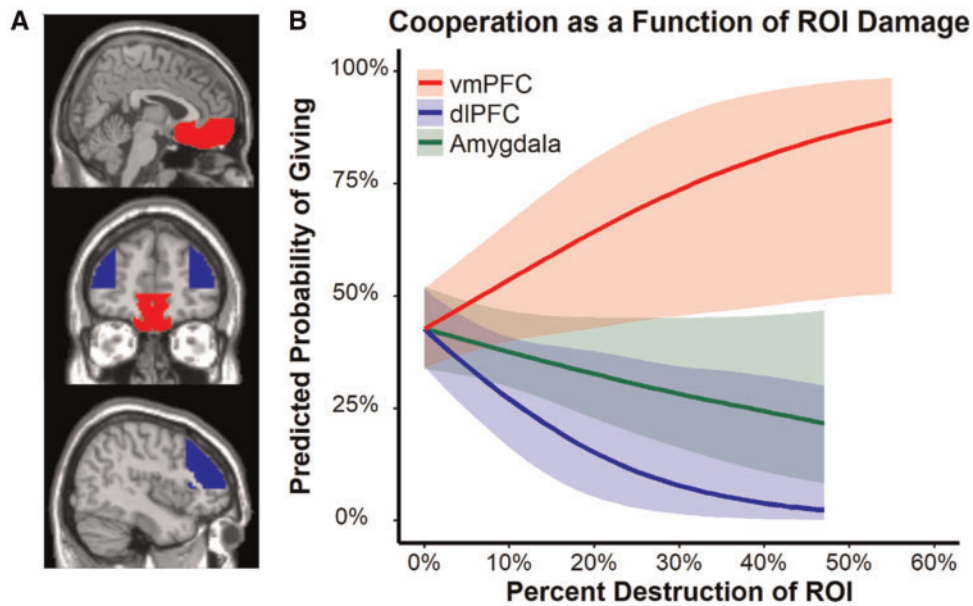 A
B
Cooperation as a Function of ROI Damage
vmPFC
dlPFC
Amygdala
Predicted Probability of Giving
100%
75%
50%
25%
0%
0%
10%
20%
30%
40%
50%
60%
Percent Destruction of ROI